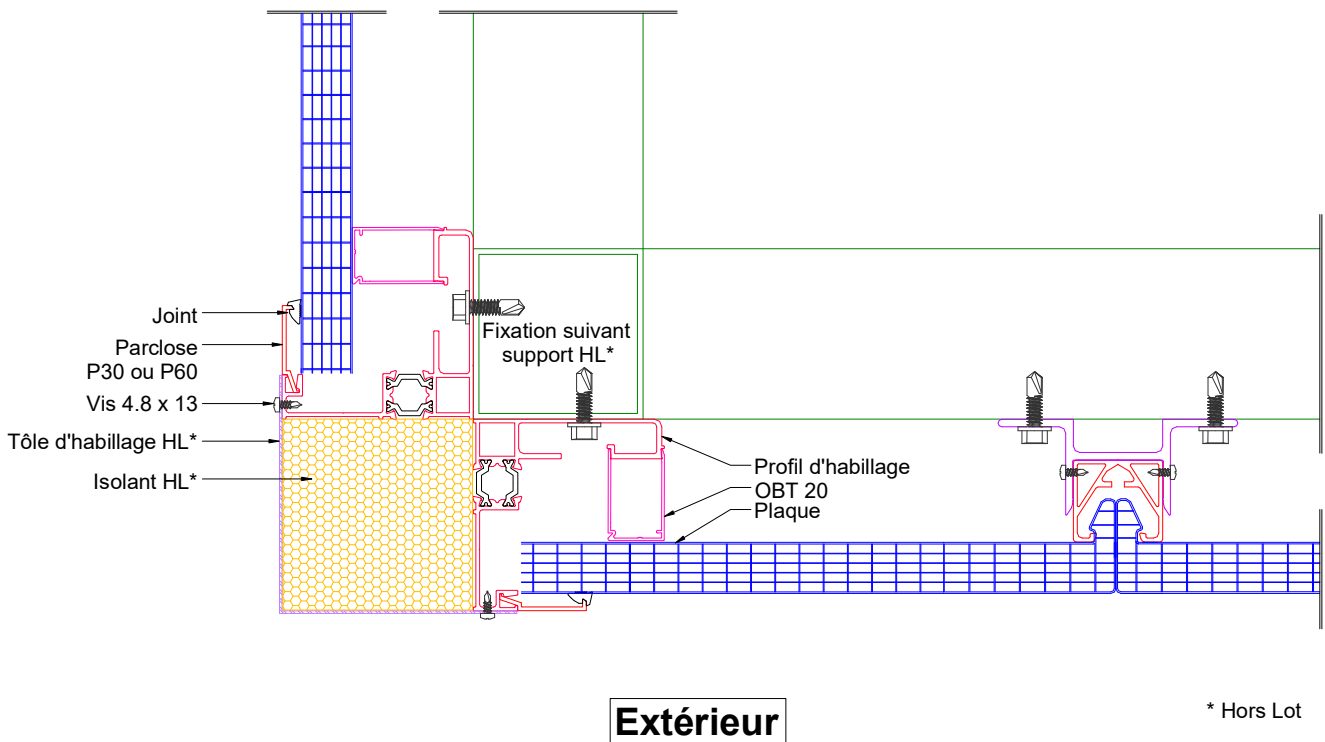 Joint
Parclose
P30 ou P60
Vis 4.8 x 13
Tôle d'habillage HL*
Isolant HL*
Fixation suivant
support HL*
Profil d'habillage
OBT 20
Plaque
Extérieur
* Hors Lot